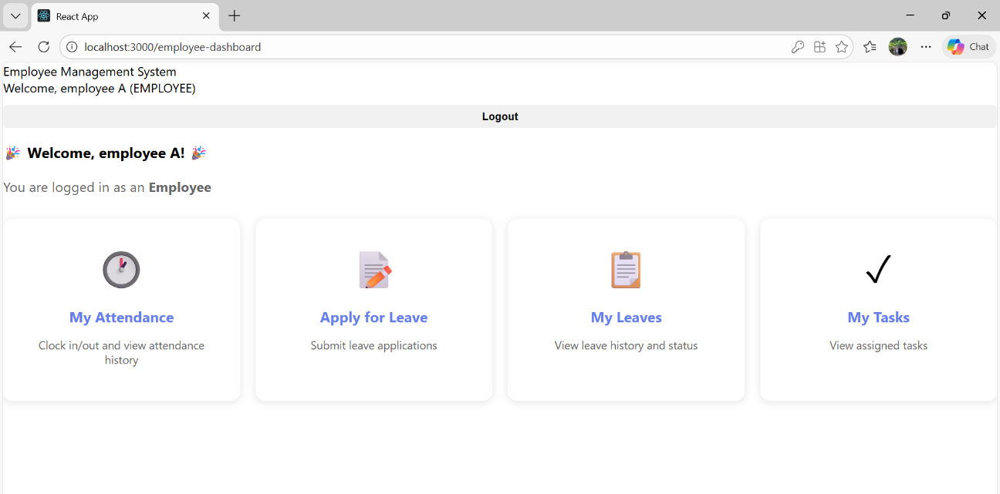 React App
localhost:3000/employee-dashboard
Chat
Employee Management System
Welcome, employee A (EMPLOYEE)
Logout
🎉 Welcome, employee A! 🎉
You are logged in as an Employee
My Attendance
Clock in/out and view attendance
history
Apply for Leave
Submit leave applications
My Leaves
View leave history and status
My Tasks
View assigned tasks